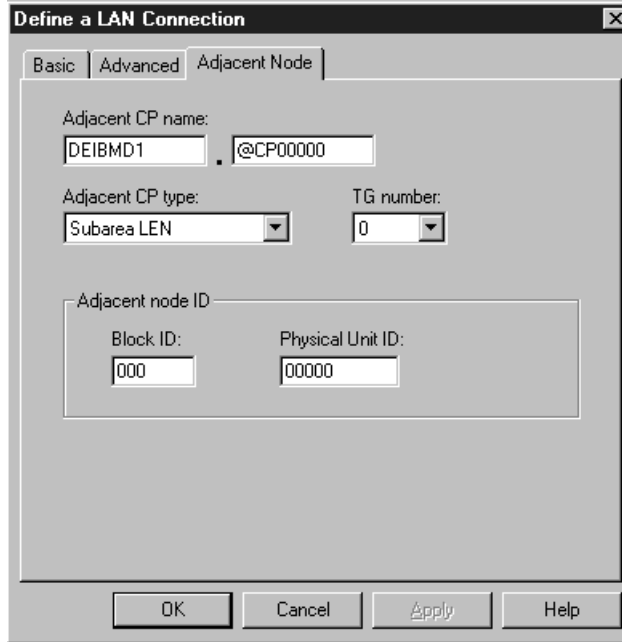 Define a LAN Connection
Basic Advanced Adjacent Node
Adjacent CP name:
DEIBMD1 . @CP00000
Adjacent CP type: TG number:
Subarea LEN 0
Adjacent node ID
Block ID: Physical Unit ID:
000 00000
OK Cancel Apply Help